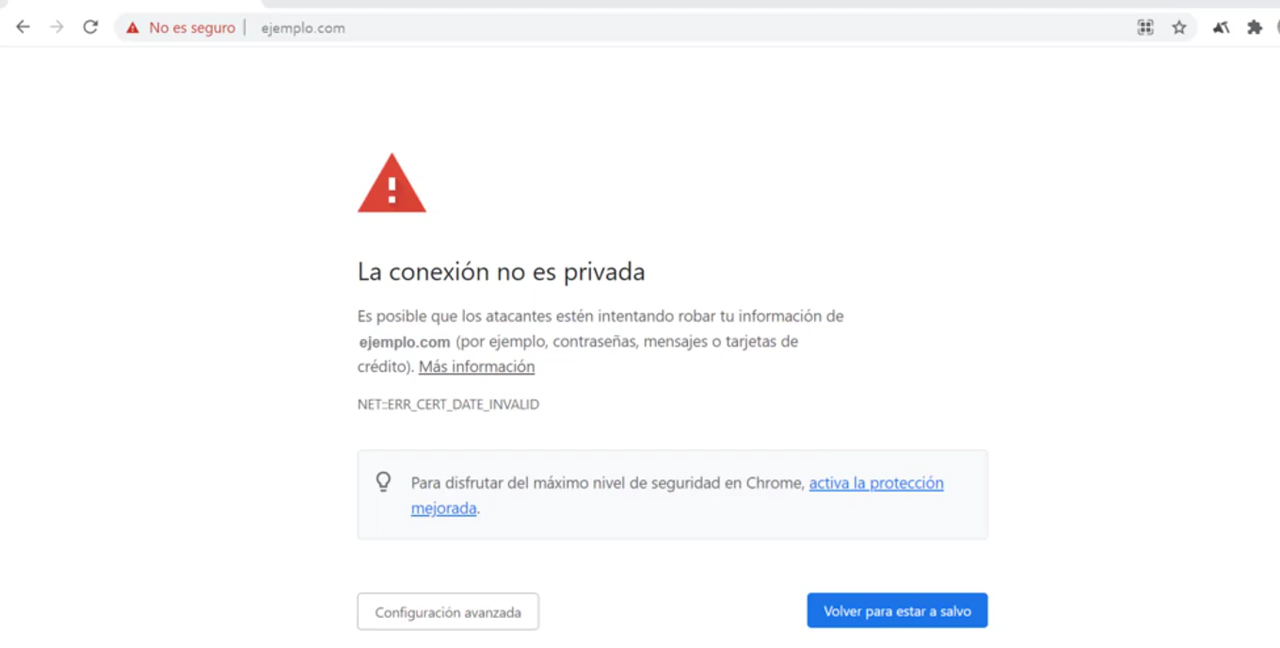 No es seguro | ejemplo.com
La conexión no es privada
Es posible que los atacantes estén intentando robar tu información de
ejemplo.com (por ejemplo, contraseñas, mensajes o tarjetas de
crédito). Más información
NET::ERR_CERT_DATE_INVALID
Para disfrutar del máximo nivel de seguridad en Chrome, activa la protección
mejorada.
Configuración avanzada
Volver para estar a salvo